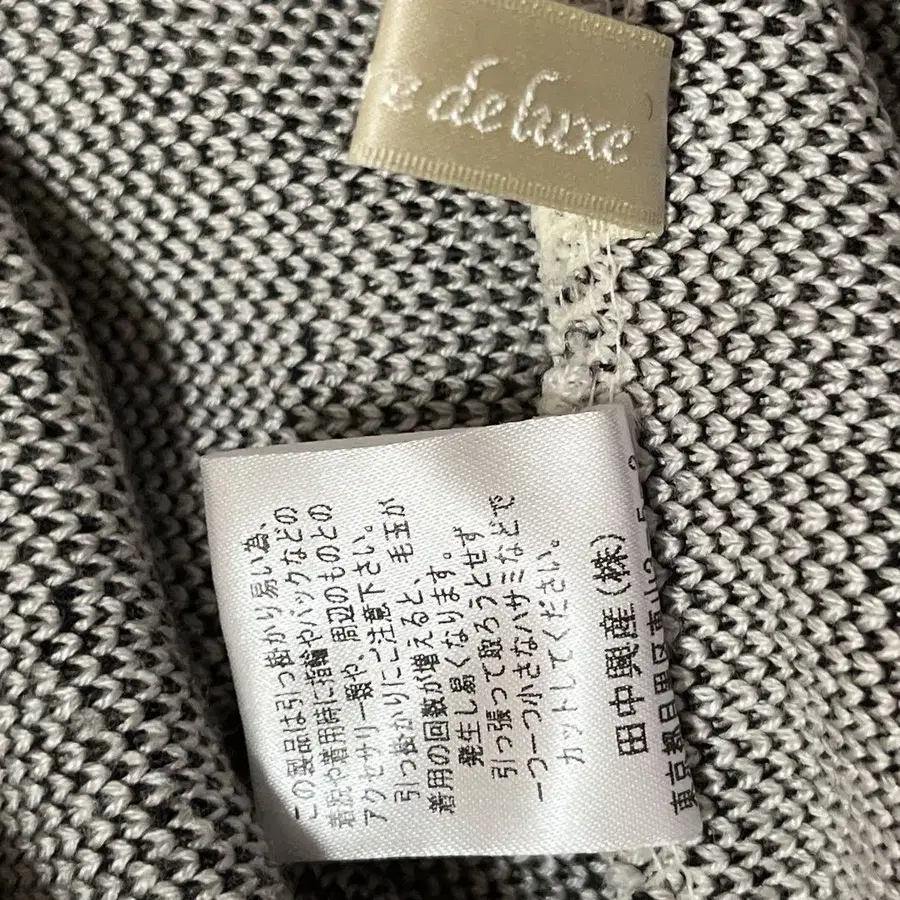 de luxe
この製品は引っ掛かり易い為、
着脱や着用時に指輪やバックなどの
アクセサリー類や、周辺のものとの
引っ掛かりにご注意下さい。
着用の回数が増えると、毛玉が
発生し易くなります。
引っ張って取ろうとせず
一つ一つ小さなハサミなどで
カットしてください。
田中興産(株)
東京都目黒区青葉台